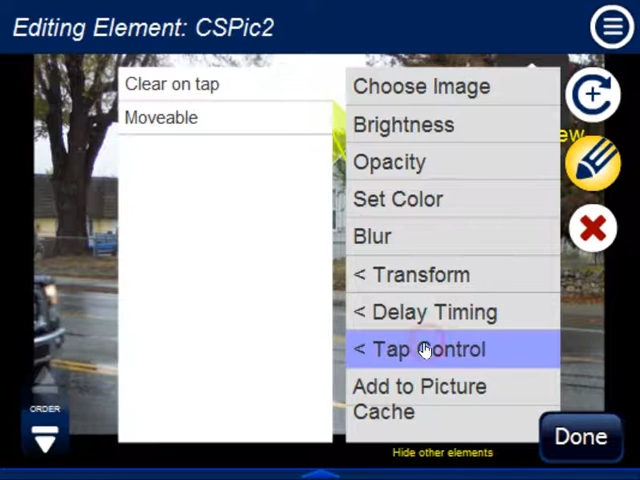 Editing Element: CSPic2
Clear on tap
Moveable
Choose Image
Brightness
Opacity
Set Color
Blur
< Transform
< Delay Timing
< Tap Control
Add to Picture
Cache
ew
ORDER
Hide other elements
Done